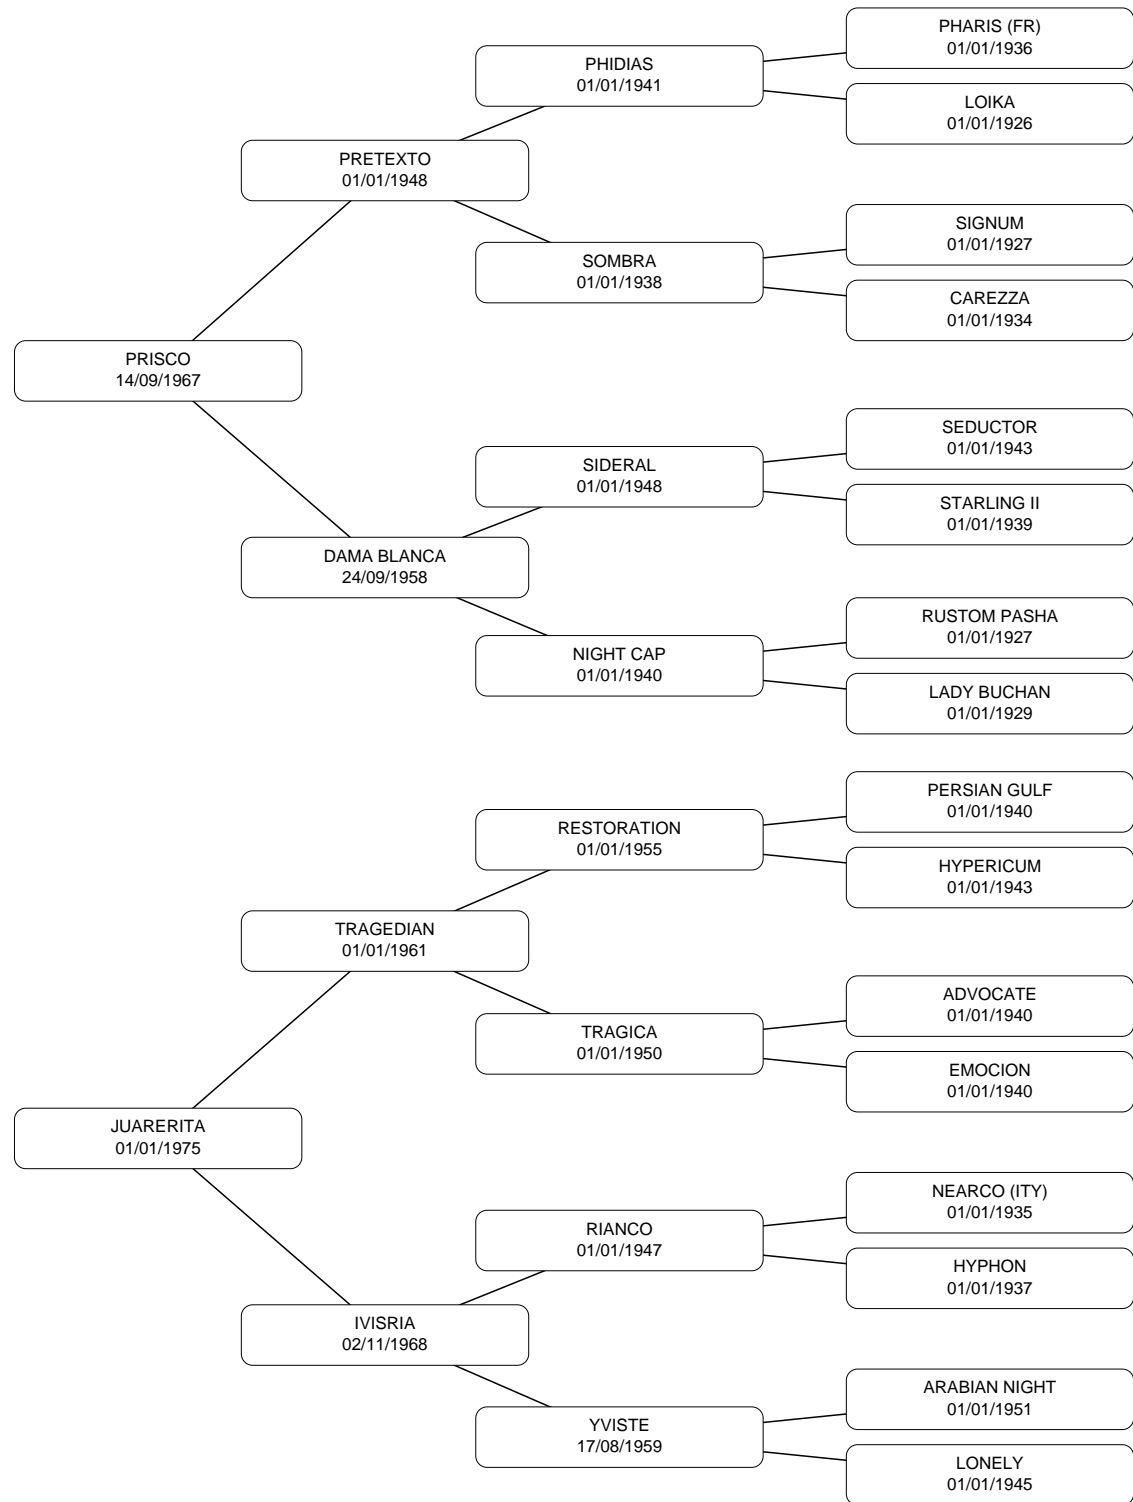 PHARIS (FR)
01/01/1936
PHIDIAS
01/01/1941
LOIKA
01/01/1926
PRETEXTO
01/01/1948
SIGNUM
01/01/1927
SOMBRA
01/01/1938
CAREZZA
01/01/1934
PRISCO
14/09/1967
SEDUCTOR
01/01/1943
SIDERAL
01/01/1948
STARLING II
01/01/1939
DAMA BLANCA
24/09/1958
RUSTOM PASHA
01/01/1927
NIGHT CAP
01/01/1940
LADY BUCHAN
01/01/1929
PERSIAN GULF
01/01/1940
RESTORATION
01/01/1955
HYPERICUM
01/01/1943
TRAGEDIAN
01/01/1961
ADVOCATE
01/01/1940
TRAGICA
01/01/1950
EMOCION
01/01/1940
JUARERITA
01/01/1975
NEARCO (ITY)
01/01/1935
RIANCO
01/01/1947
HYPHON
01/01/1937
IVISRIA
02/11/1968
ARABIAN NIGHT
01/01/1951
YVISTE
17/08/1959
LONELY
01/01/1945